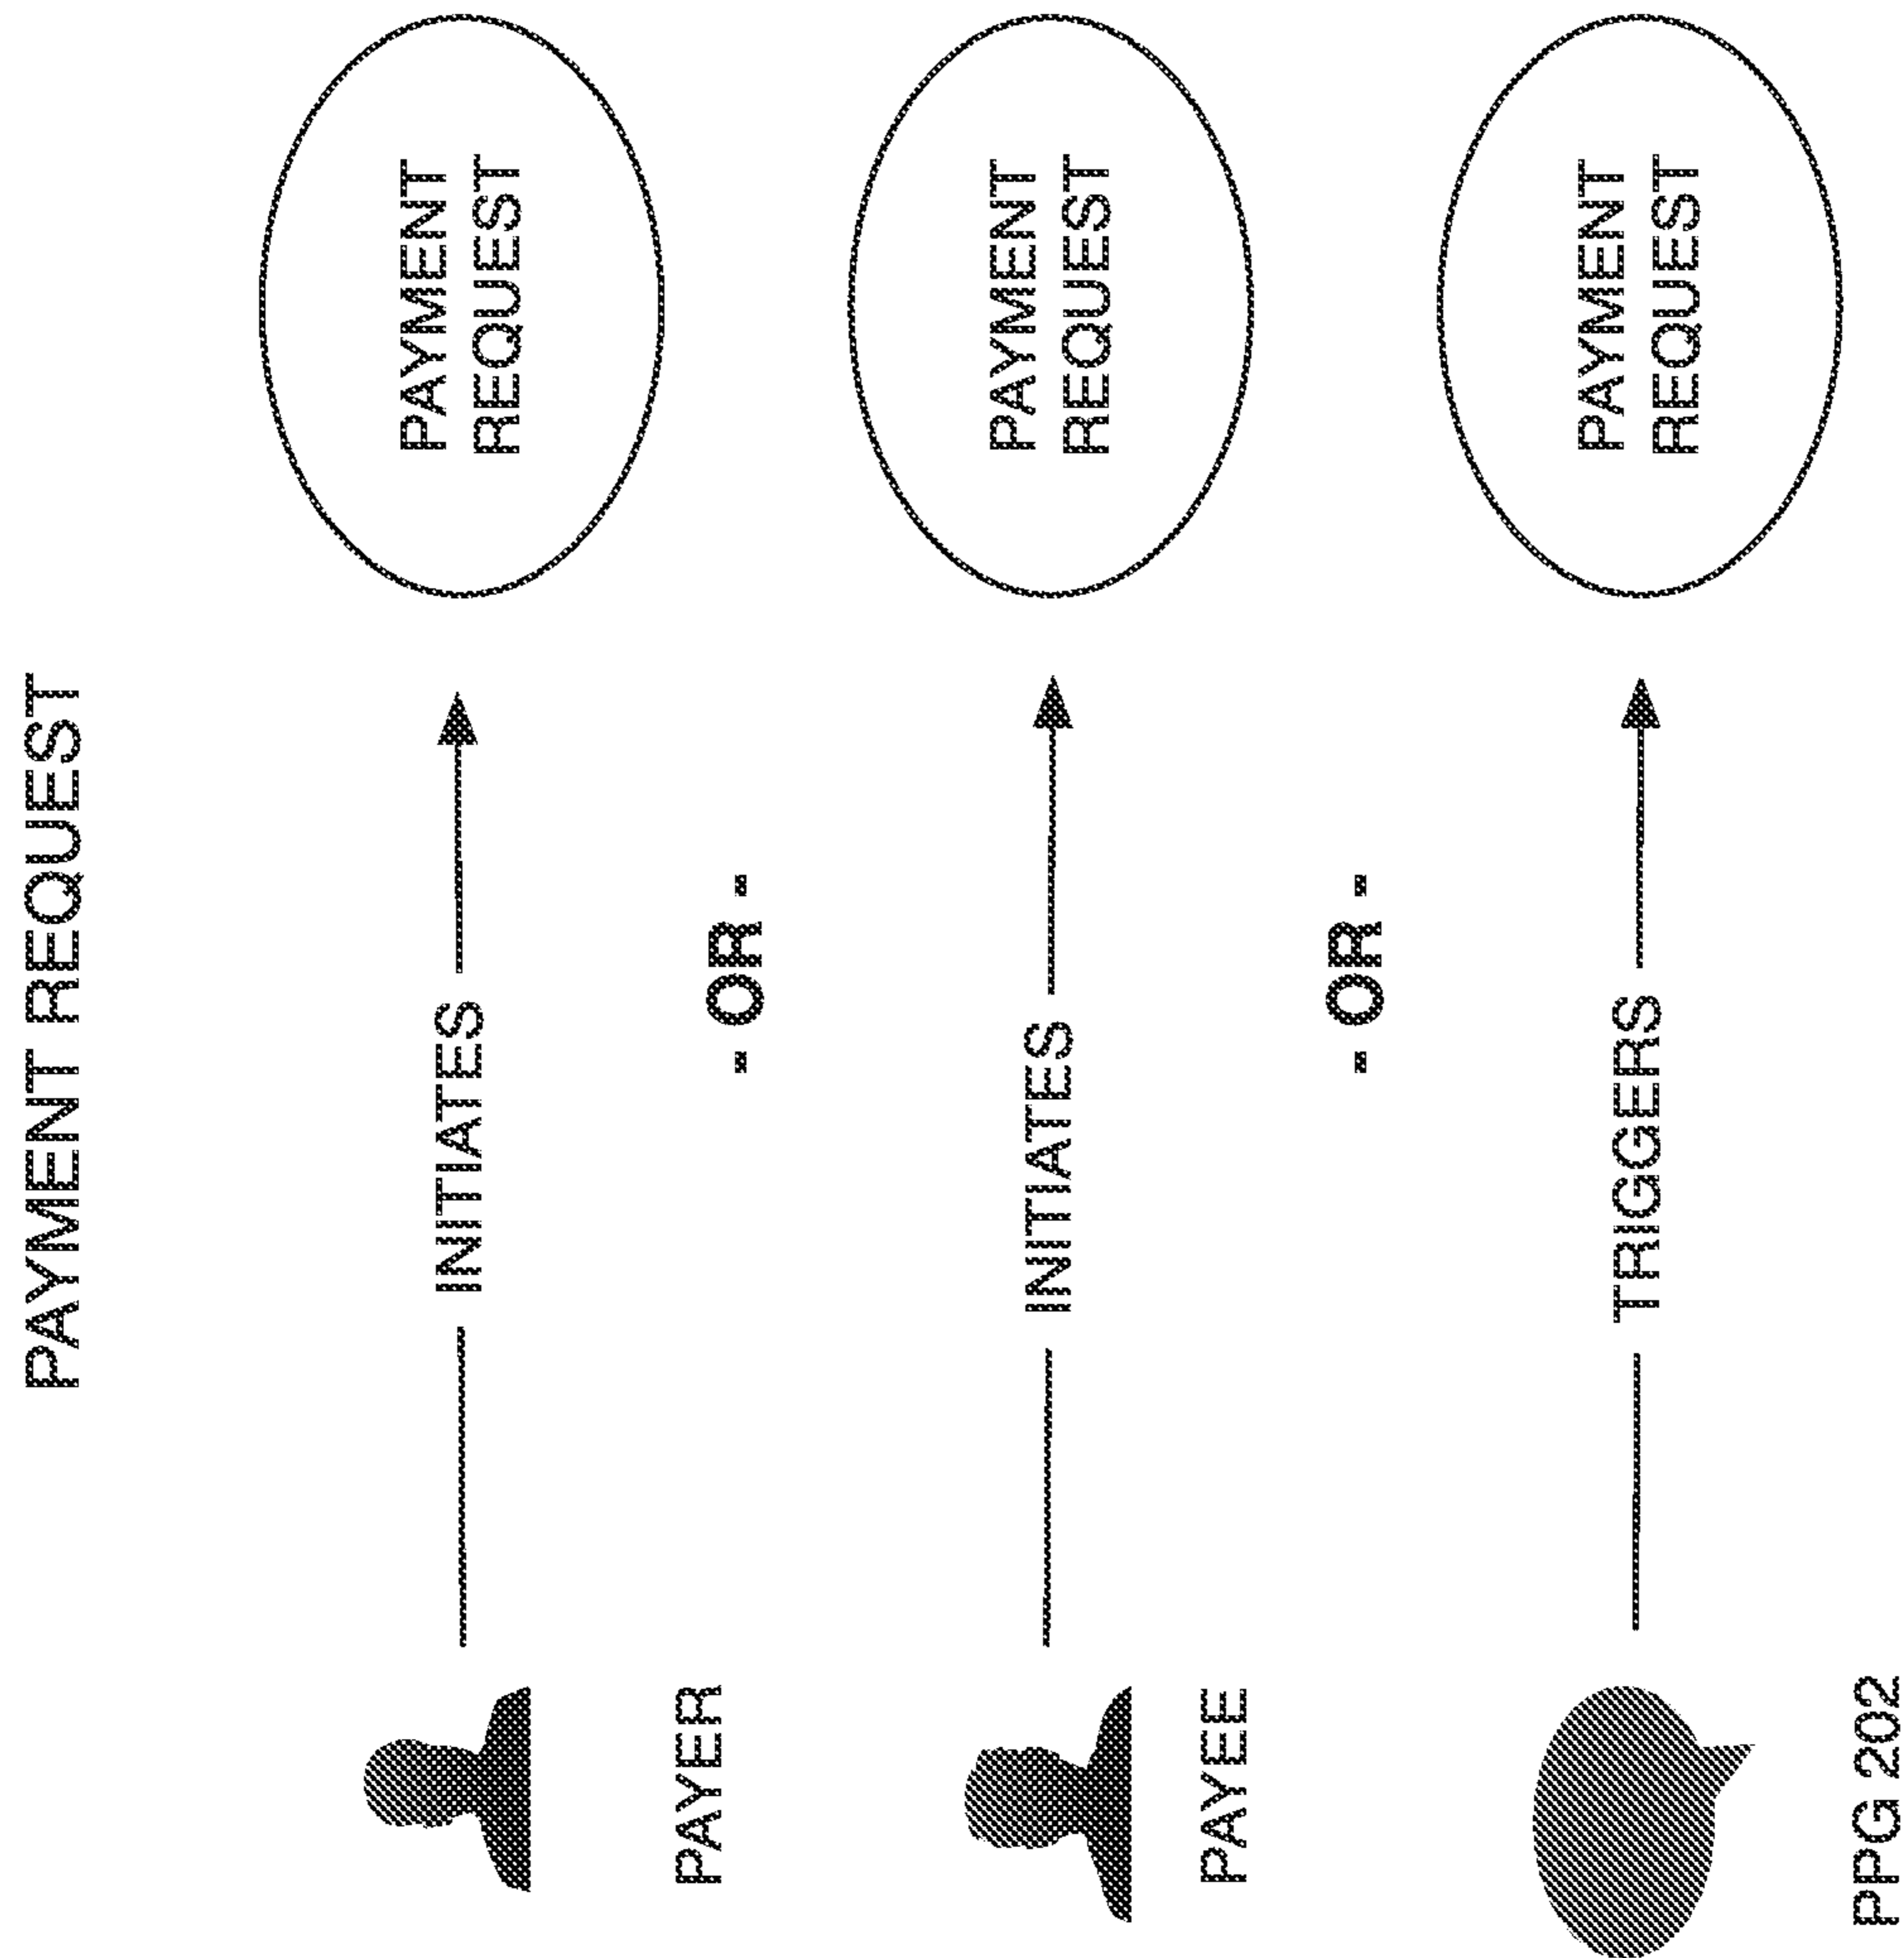 PAYMENT REQUEST
INITIATES
PAYMENT
REQUEST
PAYER
- OR -
INITIATES
PAYMENT
REQUEST
PAYEE
- OR -
TRIGGERS
PAYMENT
REQUEST
PPG 202